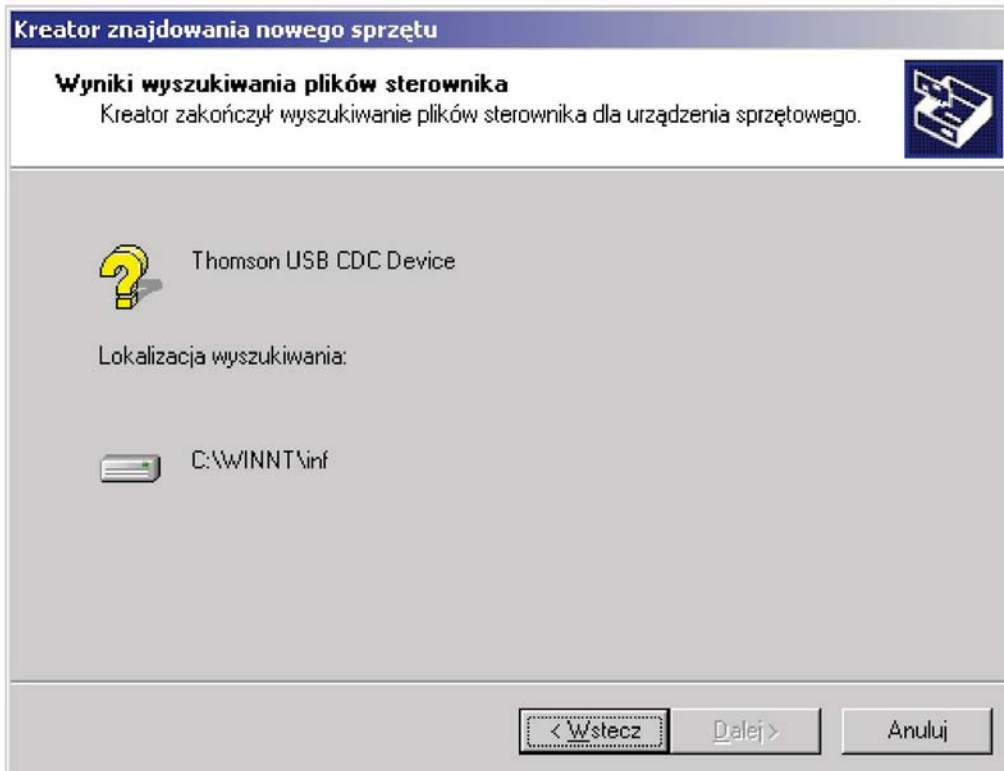 Kreator znajdowania nowego sprzętu
Wyniki wyszukiwania plików sterownika
Kreator zakończył wyszukiwanie plików sterownika dla urządzenia sprzętowego.
Thomson USB CDC Device
Lokalizacja wyszukiwania:
C:\WINNT\inf
< Wstecz
Dalej >
Anuluj